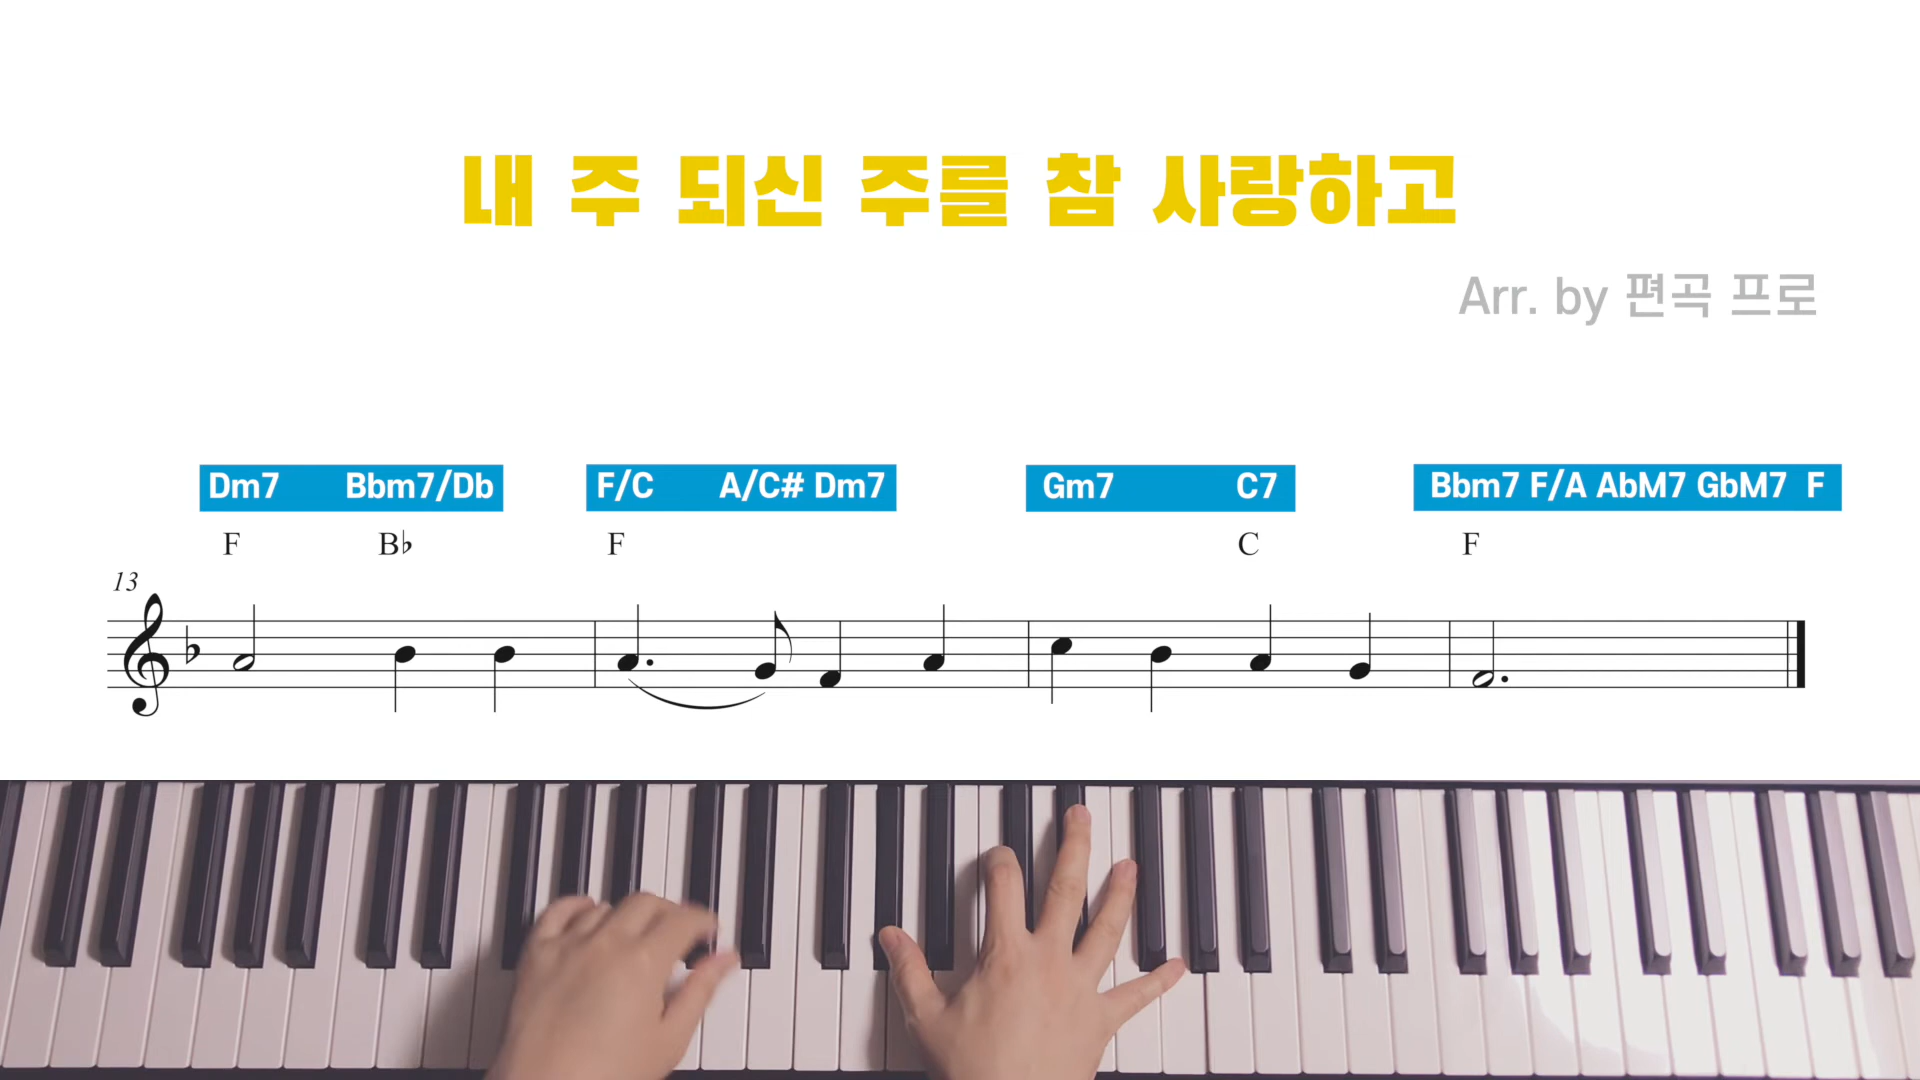 내 주 되신 주를 참 사랑하고
Arr. by 편곡 프로
Dm7 Bbm7/Db F/C A/C# Dm7 Gm7 C7 Bbm7 F/A AbM7 GbM7 F
F B♭ F C F
13